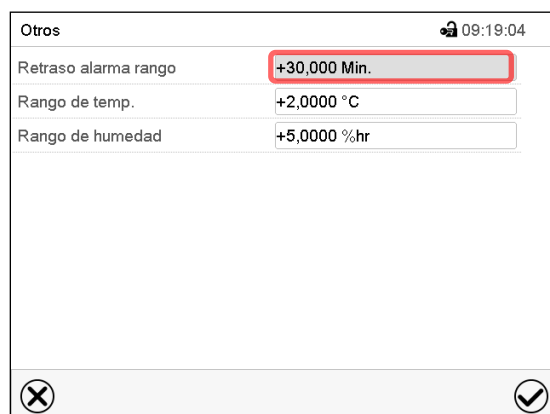 Otros 09:19:04
Retraso alarma rango +30,000 Min.
Rango de temp. +2,0000 °C
Rango de humedad +5,0000 %hr